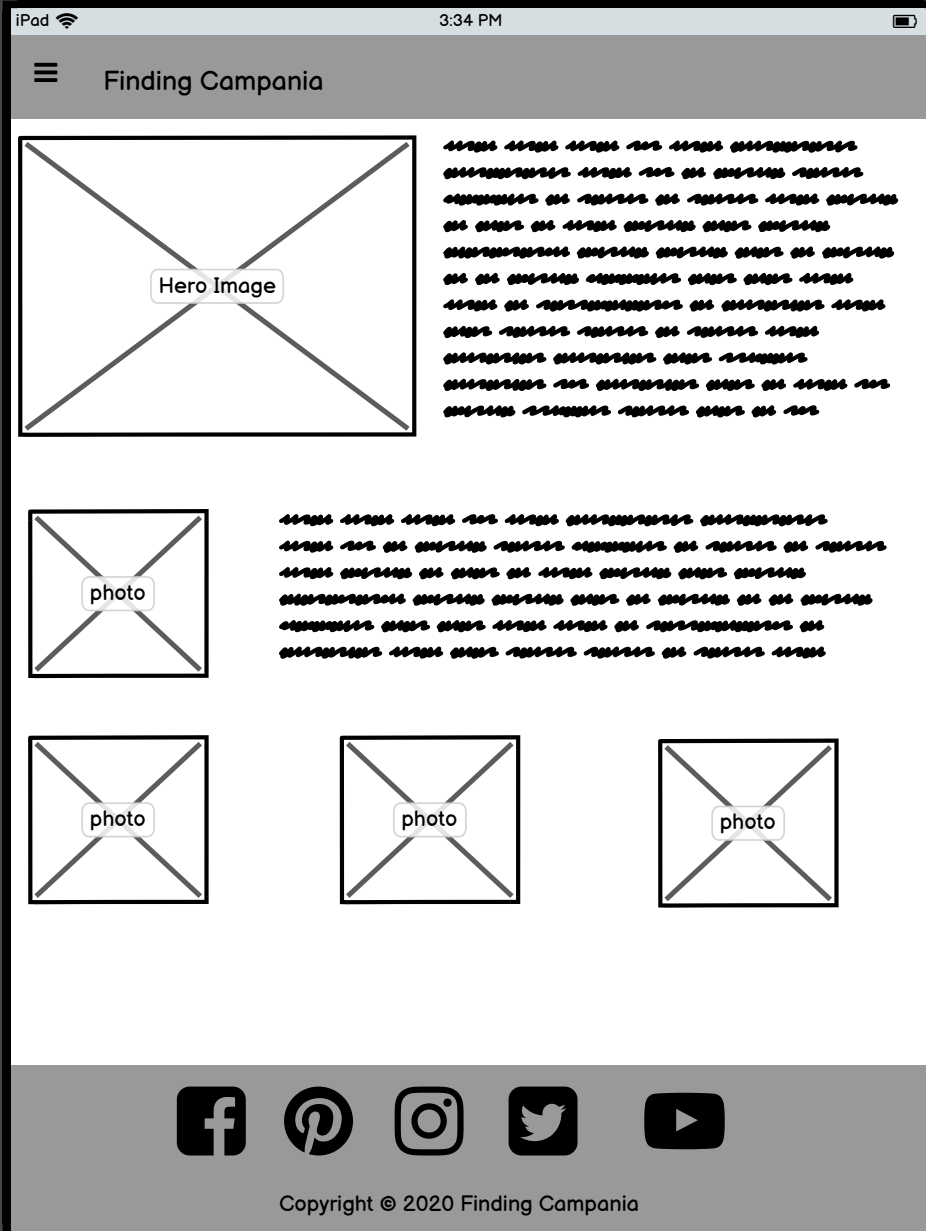 iPad 3:34 PM
Finding Campania
Hero Image
photo
photo photo photo
Copyright © 2020 Finding Campania